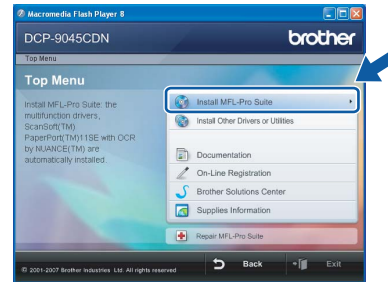 Macromedia Flash Player 8
DCP-9045CDN
brother
Top Menu
Top Menu
Install MFL-Pro Suite: the
multifunction drivers,
ScanSoft(TM)
PaperPort(TM)11SE with OCR
by NUANCE(TM) are
automatically installed.
Install MFL-Pro Suite
Install Other Drivers or Utilities
Documentation
On-Line Registration
Brother Solutions Center
Supplies Information
Repair MFL-Pro Suite
© 2001-2007 Brother Industries Ltd. All rights reserved
Back
Exit